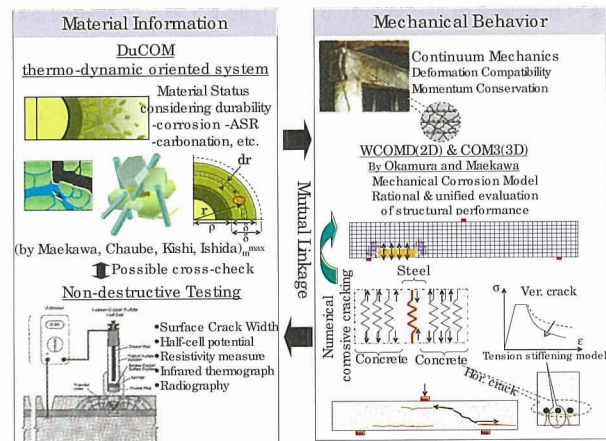 Material Information
DuCOM
thermo-dynamic oriented system
Material Status
considering durability
-corrosion -ASR
-carbonation, etc.
dr
r
ρ
δ
δ
m
max
(by Maekawa, Chaube, Kishi, Ishida)
Possible cross-check
Non-destructive Testing
•Surface Crack Width
•Half-cell potential
•Resistivity measure
•Infrared thermograph
•Radiography
Mutual Linkage
Mechanical Behavior
Continuum Mechanics
Deformation Compatibility
Momentum Conservation
WCOMD(2D) & COM3(3D)
By Okamura and Maekawa
Mechanical Corrosion Model
Rational & unified evaluation
of structural performance
Numerical
corrosive cracking
Steel
Concrete
Concrete
σ
Ver. crack
ε
Tension stiffening model
Hor. crack